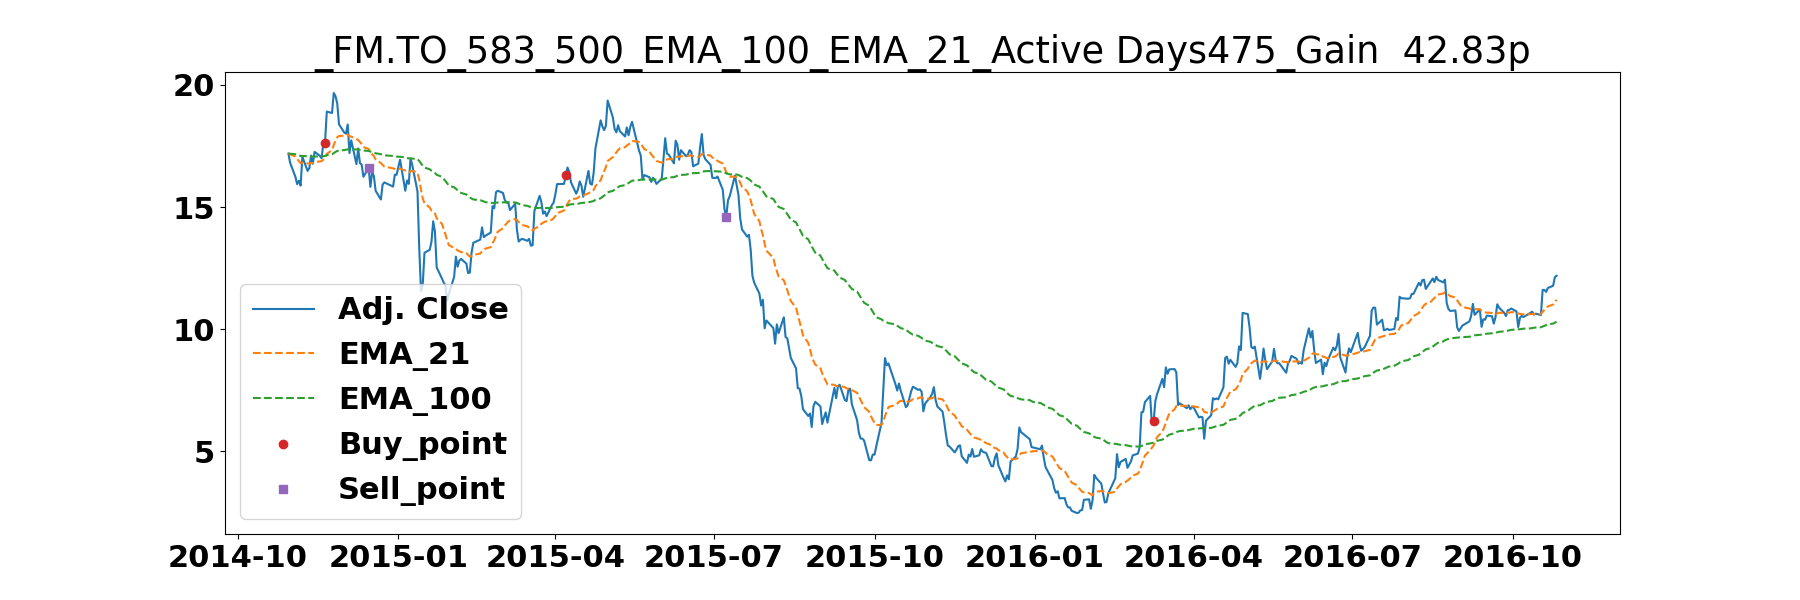 _FM.TO_583_500_EMA_100_EMA_21_Active Days475_Gain  42.83p
20
15
10
5
Adj. Close
EMA_21
EMA_100
Buy_point
Sell_point
2014-10 2015-01 2015-04 2015-07 2015-10 2016-01 2016-04 2016-07 2016-10